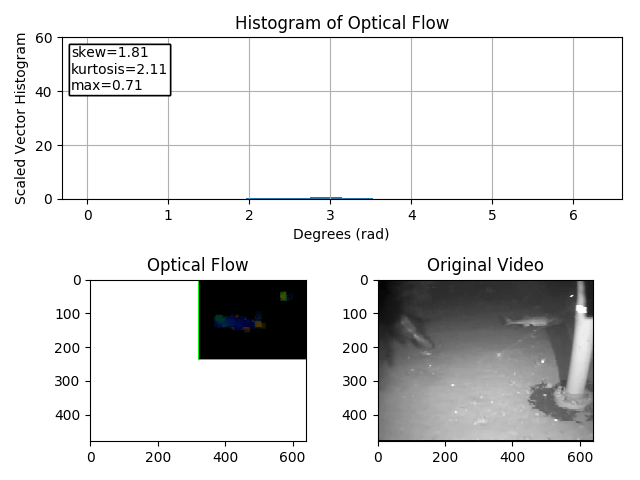 Histogram of Optical Flow
Scaled Vector Histogram
60
40
20
0
skew=1.81
kurtosis=2.11
max=0.71
0 1 2 3 4 5 6
Degrees (rad)
Optical Flow
0
100
200
300
400
0 200 400 600
Original Video
0
100
200
300
400
0 200 400 600